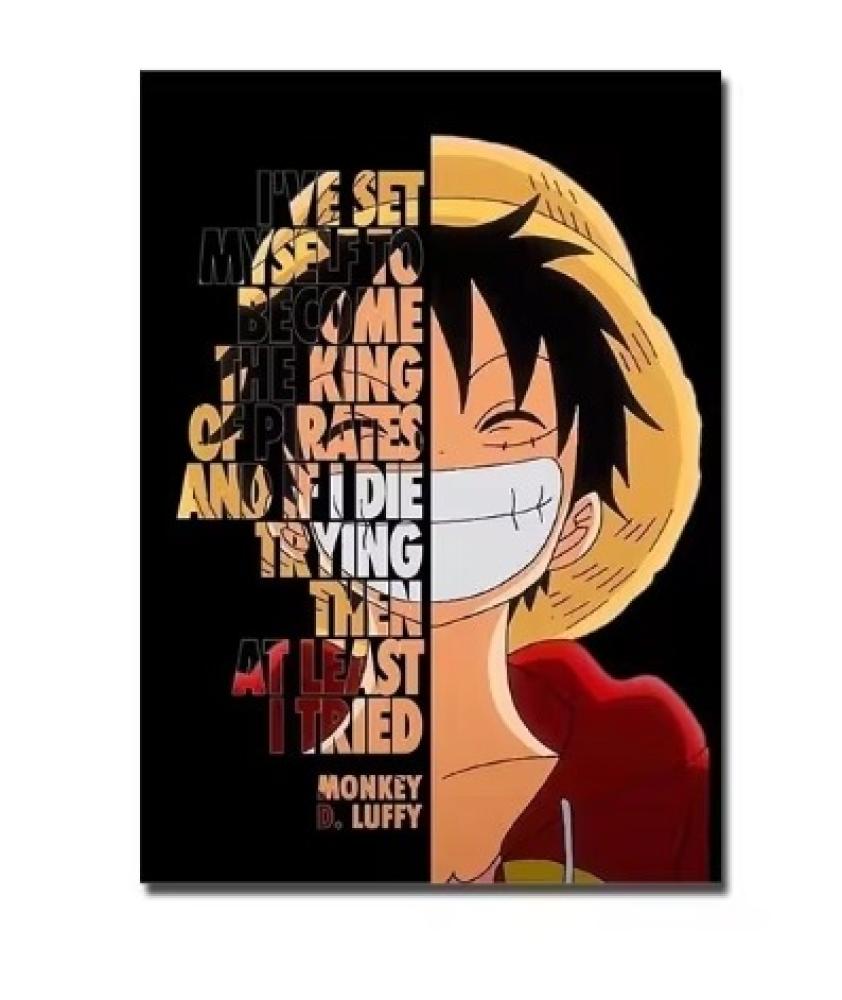 I'VE SET
MYSELF TO
BECOME
THE KING
OF PIRATES
AND IF I DIE
TRYING
THEN
AT LEAST
I TRIED
MONKEY
D. LUFFY